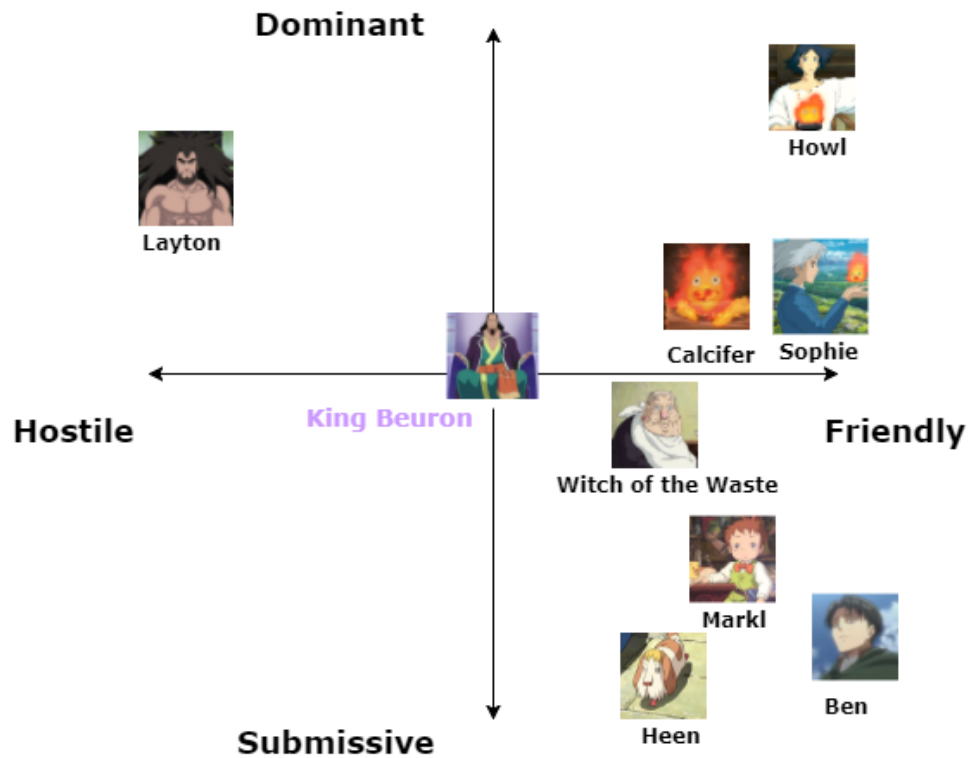 Dominant
Howl
Layton
Calcifer
Sophie
King Beuron
Hostile
Friendly
Witch of the Waste
Markl
Ben
Heen
Submissive